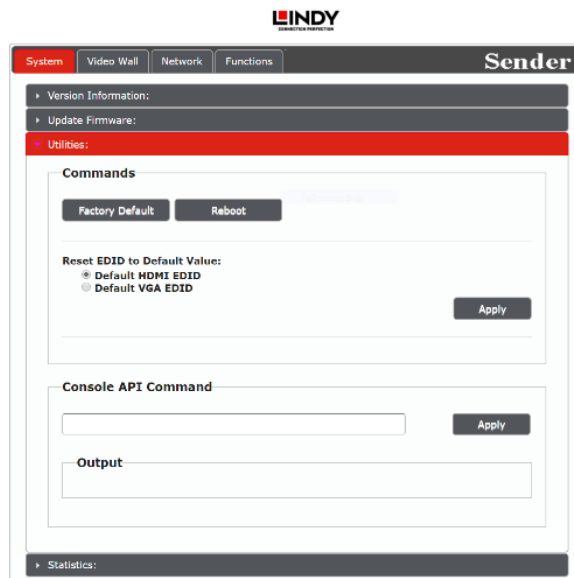 LINDY
CONNECTION PERFECTION
System Video Wall Network Functions Sender
Version Information:
Update Firmware:
Utilities:
Commands
Factory Default Reboot
Reset EDID to Default Value:
Default HDMI EDID
Default VGA EDID
Apply
Console API Command
Apply
Output
Statistics: